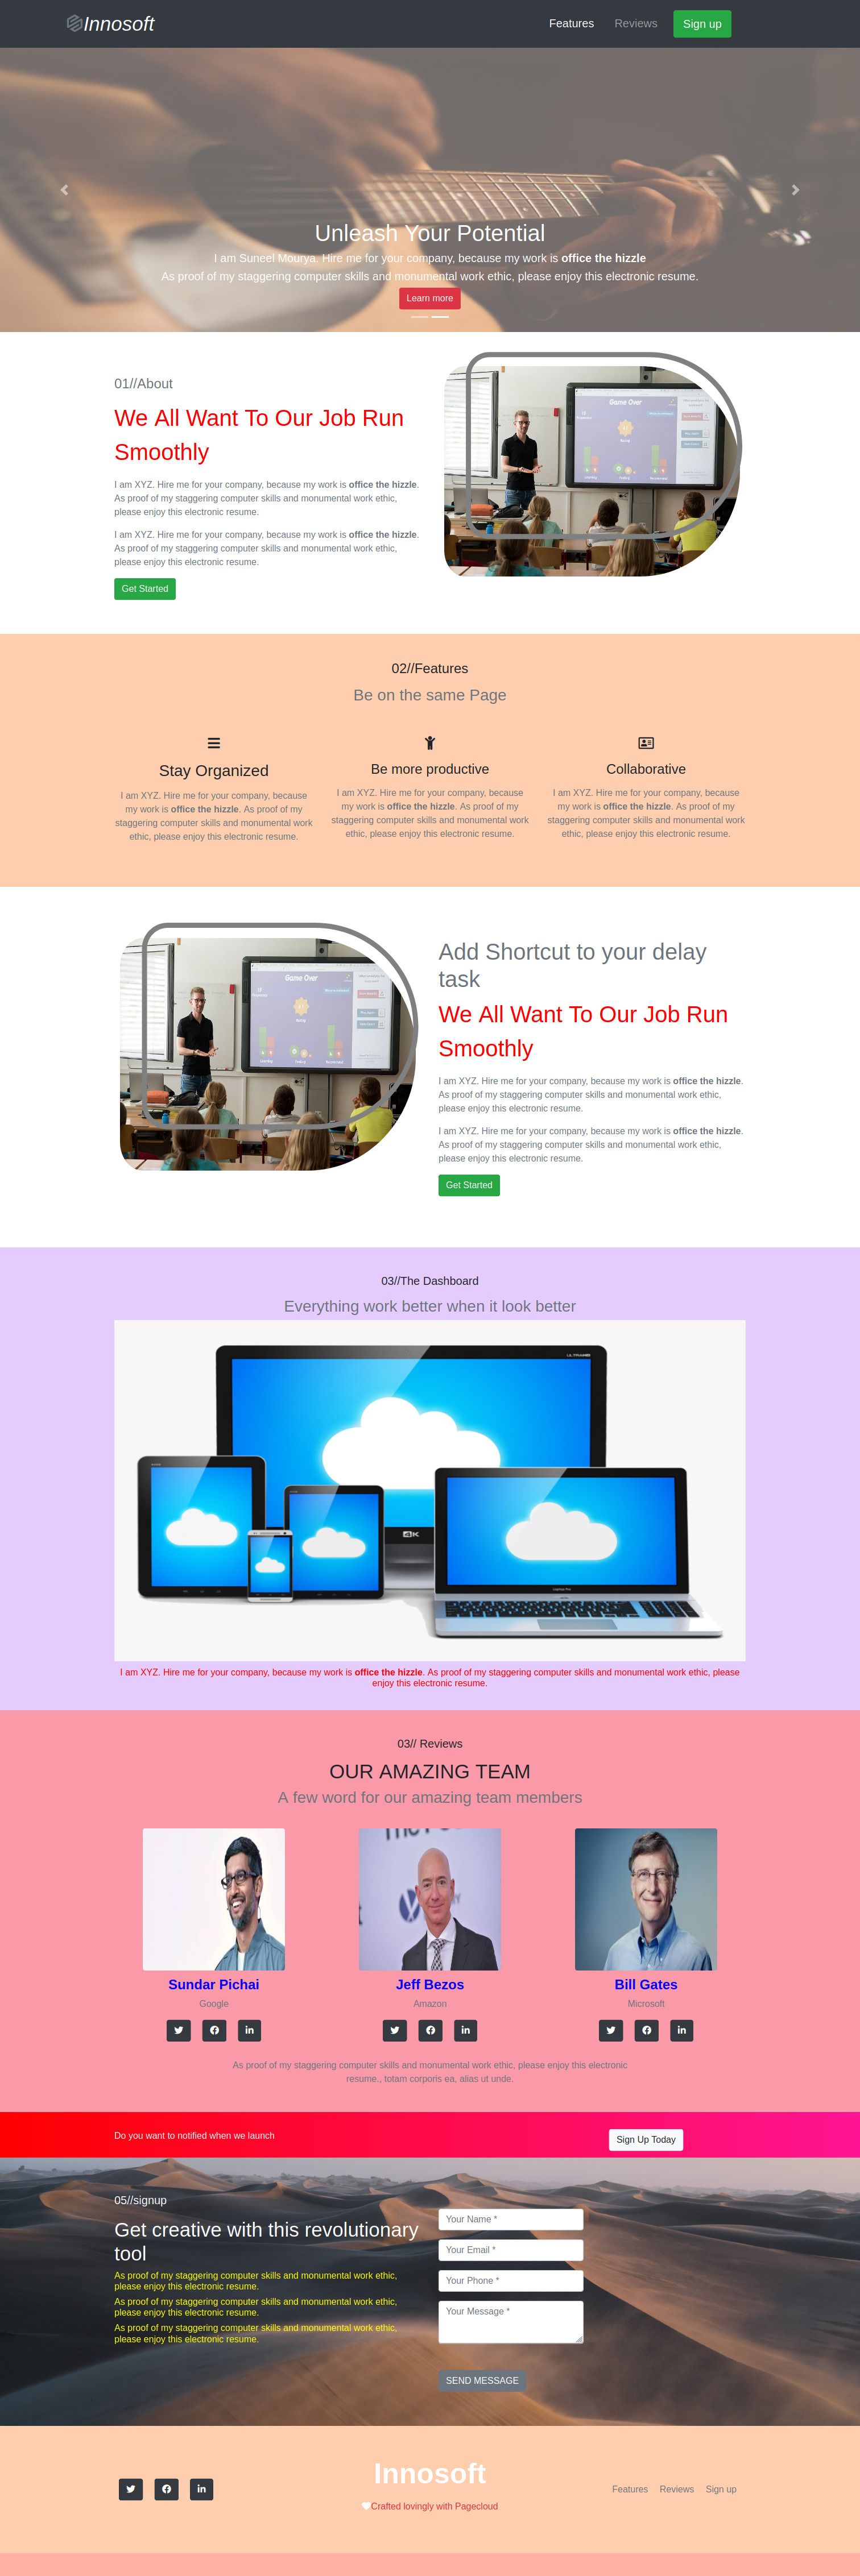 Innosoft
Features
Reviews
Sign up
Unleash Your Potential
I am Suneel Mourya. Hire me for your company, because my work is office the hizzle
As proof of my staggering computer skills and monumental work ethic, please enjoy this electronic resume.
Learn more
01//About
We All Want To Our Job Run
Smoothly
I am XYZ. Hire me for your company, because my work is office the hizzle.
As proof of my staggering computer skills and monumental work ethic,
please enjoy this electronic resume.
I am XYZ. Hire me for your company, because my work is office the hizzle.
As proof of my staggering computer skills and monumental work ethic,
please enjoy this electronic resume.
Get Started
Game Over
02//Features
Be on the same Page
Stay Organized
I am XYZ. Hire me for your company, because
my work is office the hizzle. As proof of my
staggering computer skills and monumental work
ethic, please enjoy this electronic resume.
Be more productive
I am XYZ. Hire me for your company, because
my work is office the hizzle. As proof of my
staggering computer skills and monumental work
ethic, please enjoy this electronic resume.
Collaborative
I am XYZ. Hire me for your company, because
my work is office the hizzle. As proof of my
staggering computer skills and monumental work
ethic, please enjoy this electronic resume.
Game Over
Add Shortcut to your delay
task
We All Want To Our Job Run
Smoothly
I am XYZ. Hire me for your company, because my work is office the hizzle.
As proof of my staggering computer skills and monumental work ethic,
please enjoy this electronic resume.
I am XYZ. Hire me for your company, because my work is office the hizzle.
As proof of my staggering computer skills and monumental work ethic,
please enjoy this electronic resume.
Get Started
03//The Dashboard
Everything work better when it look better
ULTRAHD
4K
I am XYZ. Hire me for your company, because my work is office the hizzle. As proof of my staggering computer skills and monumental work ethic, please
enjoy this electronic resume.
03// Reviews
OUR AMAZING TEAM
A few word for our amazing team members
Sundar Pichai
Google
Jeff Bezos
Amazon
Bill Gates
Microsoft
As proof of my staggering computer skills and monumental work ethic, please enjoy this electronic
resume., totam corporis ea, alias ut unde.
Do you want to notified when we launch
Sign Up Today
05//signup
Get creative with this revolutionary
tool
As proof of my staggering computer skills and monumental work ethic,
please enjoy this electronic resume.
As proof of my staggering computer skills and monumental work ethic,
please enjoy this electronic resume.
As proof of my staggering computer skills and monumental work ethic,
please enjoy this electronic resume.
Your Name *
Your Email *
Your Phone *
Your Message *
SEND MESSAGE
Innosoft
Crafted lovingly with Pagecloud
Features
Reviews
Sign up